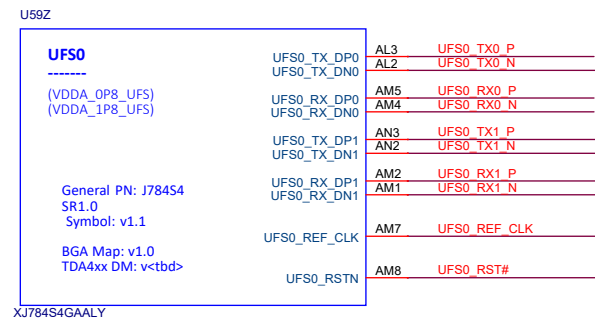 U59Z
UFS0
-------
(VDDA_0P8_UFS)
(VDDA_1P8_UFS)
General PN: J784S4
SR1.0
Symbol: v1.1
BGA Map: v1.0
TDA4xx DM: v<tbd>
UFS0_TX_DP0 AL3 UFS0_TX0_P
UFS0_TX_DN0 AL2 UFS0_TX0_N
UFS0_RX_DP0 AM5 UFS0_RX0_P
UFS0_RX_DN0 AM4 UFS0_RX0_N
UFS0_TX_DP1 AN3 UFS0_TX1_P
UFS0_TX_DN1 AN2 UFS0_TX1_N
UFS0_RX_DP1 AM2 UFS0_RX1_P
UFS0_RX_DN1 AM1 UFS0_RX1_N
UFS0_REF_CLK AM7 UFS0_REF_CLK
UFS0_RSTN AM8 UFS0_RST#
XJ784S4GAALY